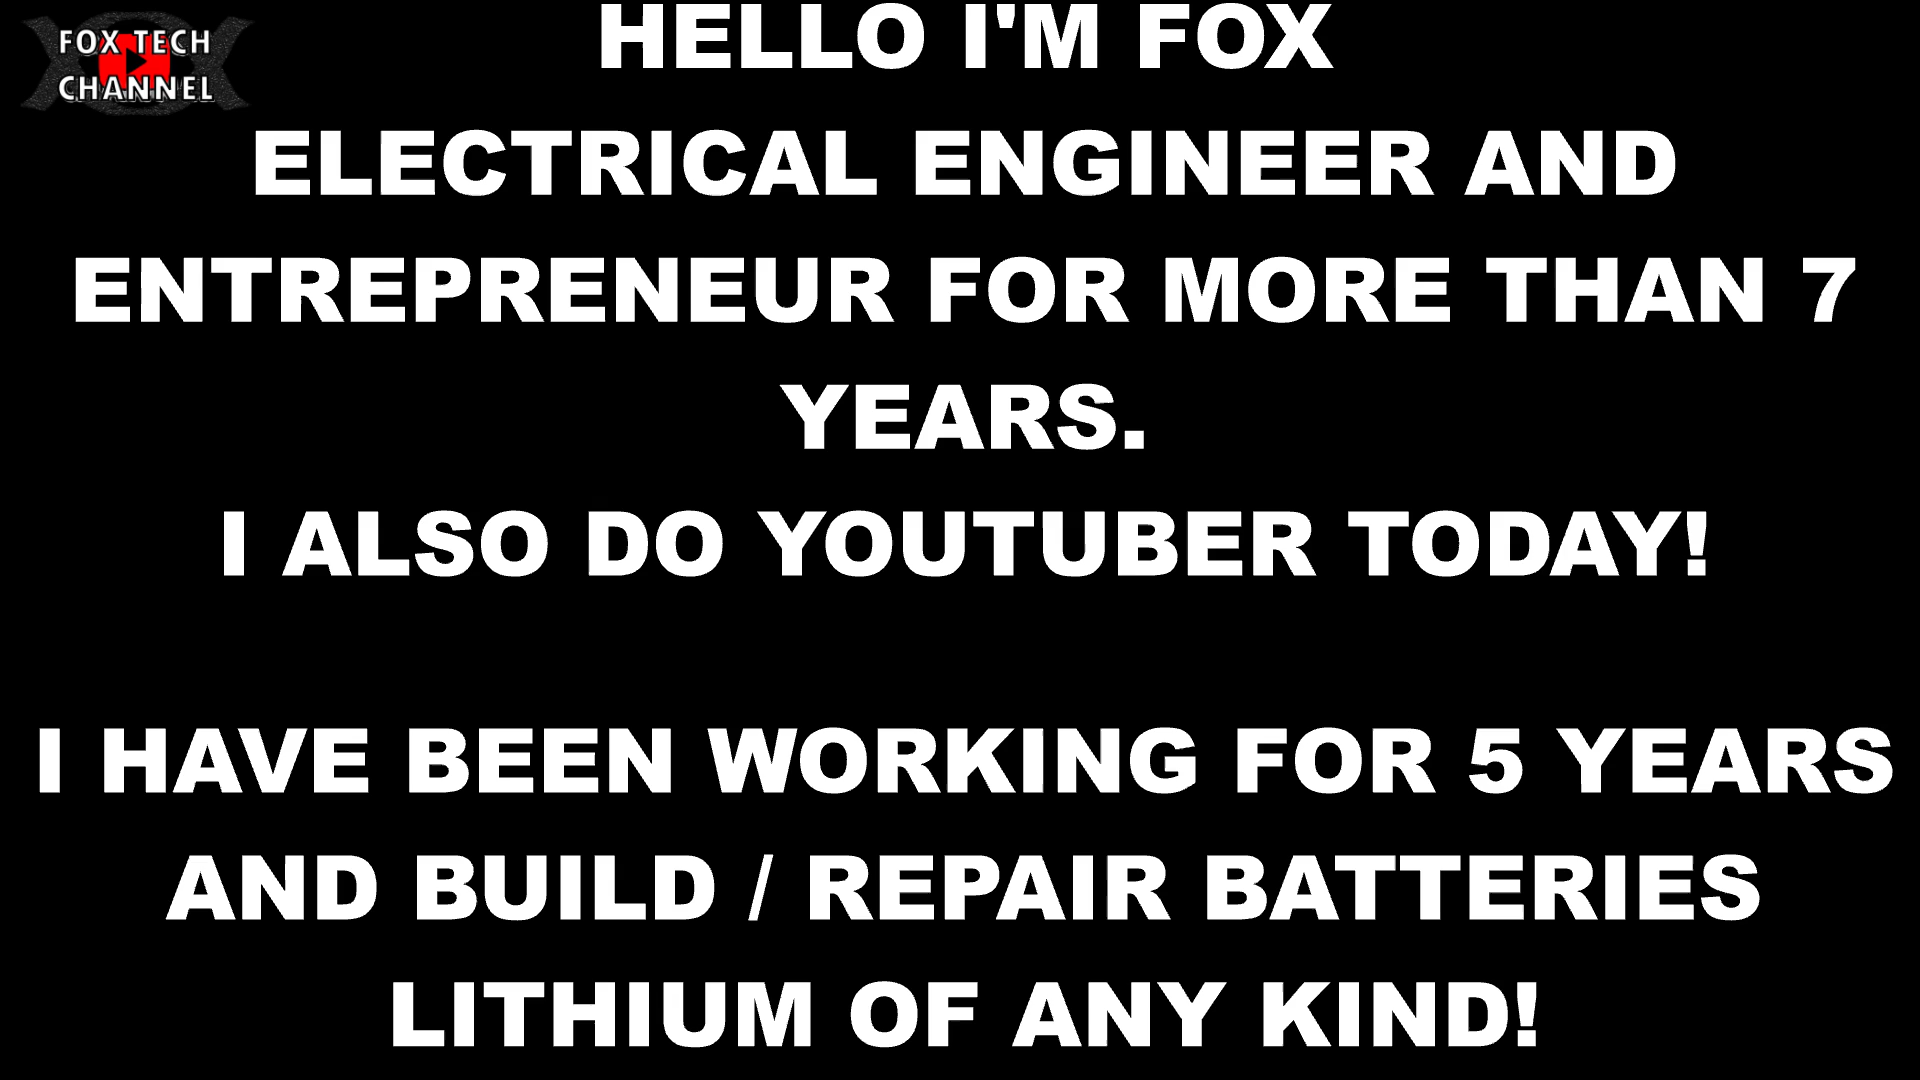 FOX TECH
CHANNEL
HELLO I'M FOX
ELECTRICAL ENGINEER AND
ENTREPRENEUR FOR MORE THAN 7
YEARS.
I ALSO DO YOUTUBER TODAY!
I HAVE BEEN WORKING FOR 5 YEARS
AND BUILD / REPAIR BATTERIES
LITHIUM OF ANY KIND!